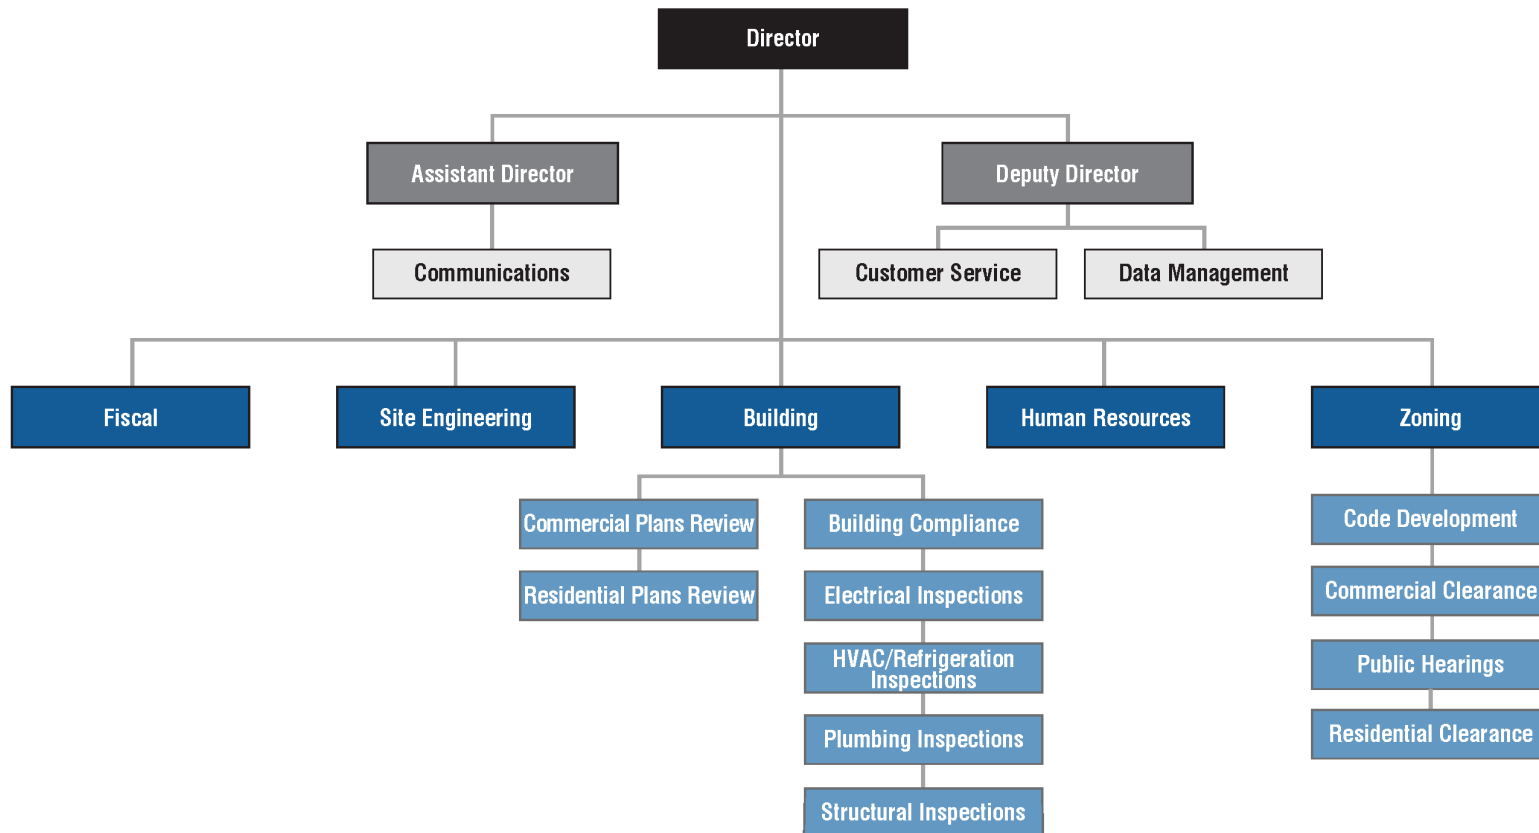 Director
Assistant Director
Deputy Director
Communications
Customer Service
Data Management
Fiscal
Site Engineering
Building
Human Resources
Zoning
Commercial Plans Review
Residential Plans Review
Building Compliance
Electrical Inspections
HVAC/Refrigeration
Inspections
Plumbing Inspections
Structural Inspections
Code Development
Commercial Clearance
Public Hearings
Residential Clearance